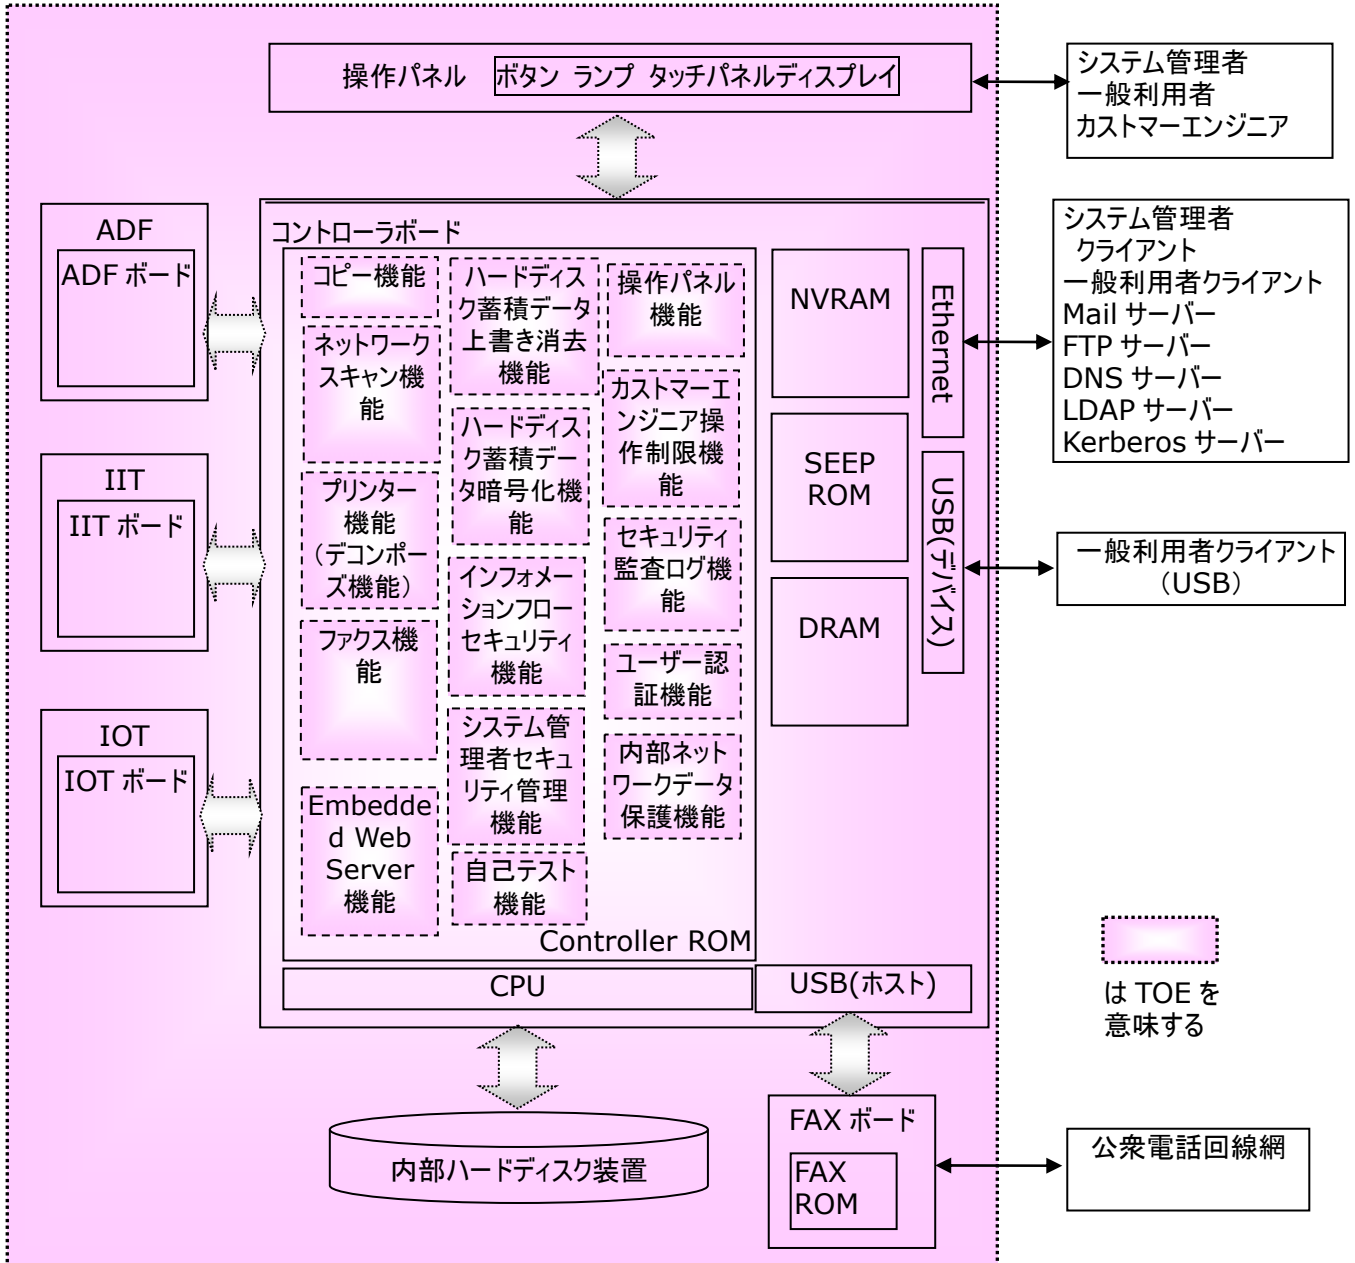 操作パネル ボタン ランプ タッチパネルディスプレイ
システム管理者
一般利用者
カストマーエンジニア
ADF
ADF ボード
IIT
IIT ボード
IOT
IOT ボード
コントローラボード
コピー機能
ネットワーク
スキャン機
能
プリンター
機能
（デコンポー
ズ機能）
ファクス機
能
Embedde
d Web
Server
機能
ハードディス
ク蓄積データ
上書き消去
機能
ハードディス
ク蓄積デー
タ暗号化機
能
インフォメー
ションフロー
セキュリティ
機能
システム管
理者セキュ
リティ管理
機能
自己テスト
機能
操作パネル
機能
カストマーエ
ンジニア操
作制限機
能
セキュリティ
監査ログ機
能
ユーザー認
証機能
内部ネット
ワークデータ
保護機能
Controller ROM
NVRAM
SEEP
ROM
DRAM
Ethernet
USB(デバイス)
CPU
USB(ホスト)
システム管理者
クライアント
一般利用者クライアント
Mail サーバー
FTP サーバー
DNS サーバー
LDAP サーバー
Kerberos サーバー
一般利用者クライアント
（USB）
は TOE を
意味する
内部ハードディスク装置
FAX ボード
FAX
ROM
公衆電話回線網